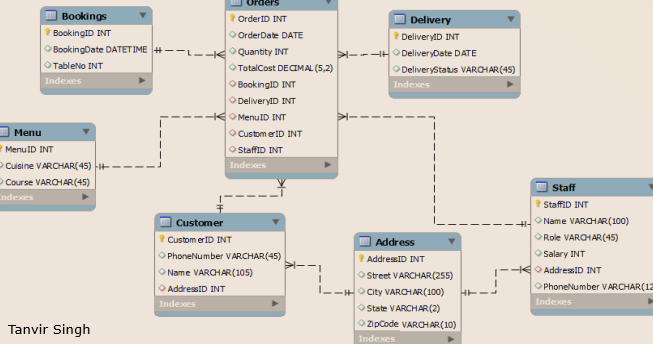 Bookings
BookingID INT
BookingDate DATETIME
TableNo INT
Indexes
Orders
OrderID INT
OrderDate DATE
Quantity INT
TotalCost DECIMAL(5,2)
BookingID INT
DeliveryID INT
MenuID INT
CustomerID INT
StaffID INT
Indexes
Delivery
DeliveryID INT
DeliveryDate DATE
DeliveryStatus VARCHAR(45)
Indexes
Menu
MenuID INT
Cuisine VARCHAR(45)
Course VARCHAR(45)
Indexes
Customer
CustomerID INT
PhoneNumber VARCHAR(45)
Name VARCHAR(105)
AddressID INT
Indexes
Address
AddressID INT
Street VARCHAR(255)
City VARCHAR(100)
State VARCHAR(2)
ZipCode VARCHAR(10)
Staff
StaffID INT
Name VARCHAR(100)
Role VARCHAR(45)
Salary INT
AddressID INT
PhoneNumber VARCHAR(12
Indexes
Tanvir Singh